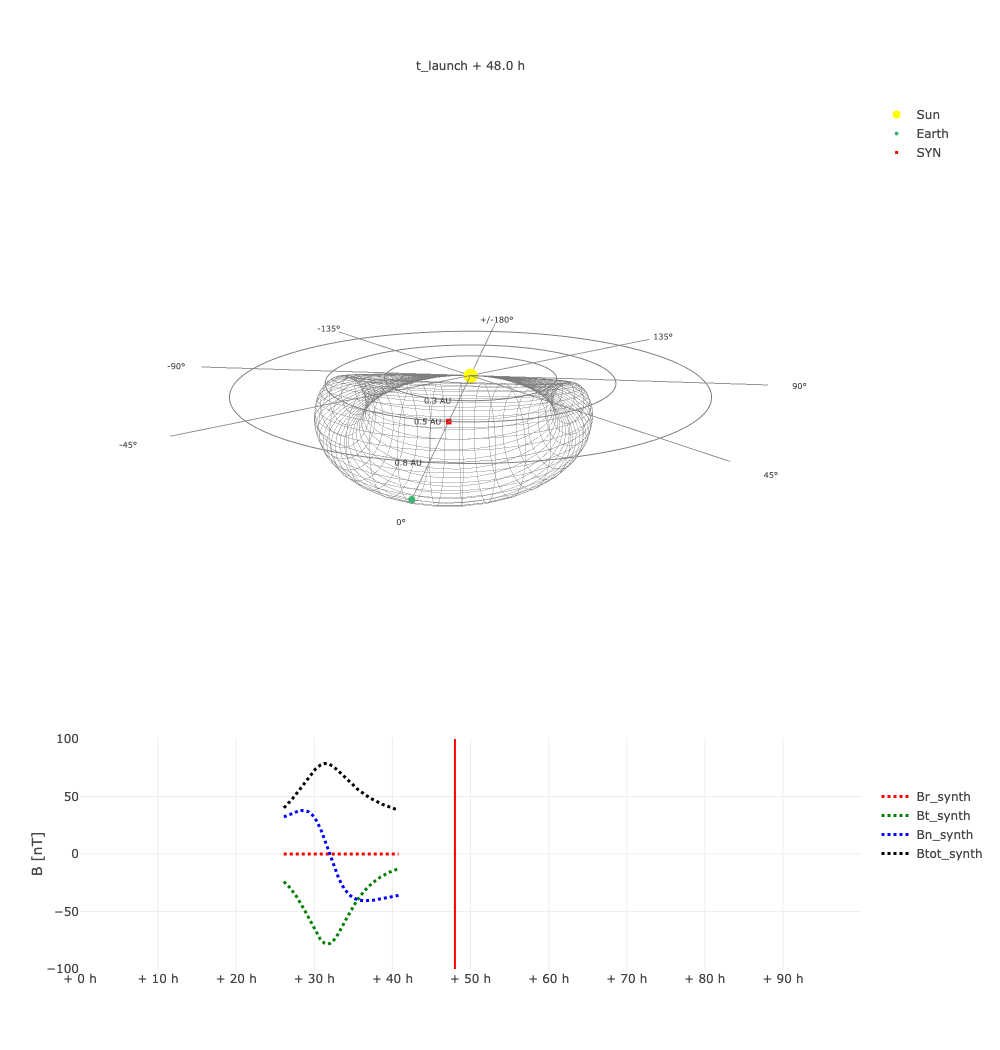 t_launch + 48.0 h
Sun
Earth
SYN
+/-180°
-135°
135°
-90°
90°
0.3 AU
0.5 AU
-45°
0.8 AU
45°
0°
100
50
0
−50
−100
B [nT]
+ 0 h
+ 10 h
+ 20 h
+ 30 h
+ 40 h
+ 50 h
+ 60 h
+ 70 h
+ 80 h
+ 90 h
Br_synth
Bt_synth
Bn_synth
Btot_synth